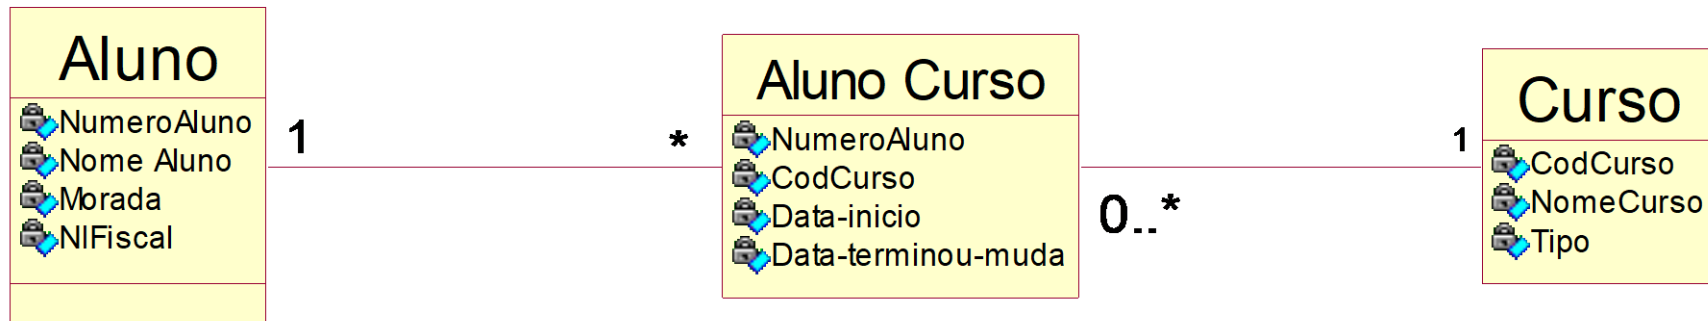 Aluno
NumeroAluno
Nome Aluno
Morada
NIFiscal
1
*
Aluno Curso
NumeroAluno
CodCurso
Data-inicio
Data-terminou-muda
0..*
1
Curso
CodCurso
NomeCurso
Tipo